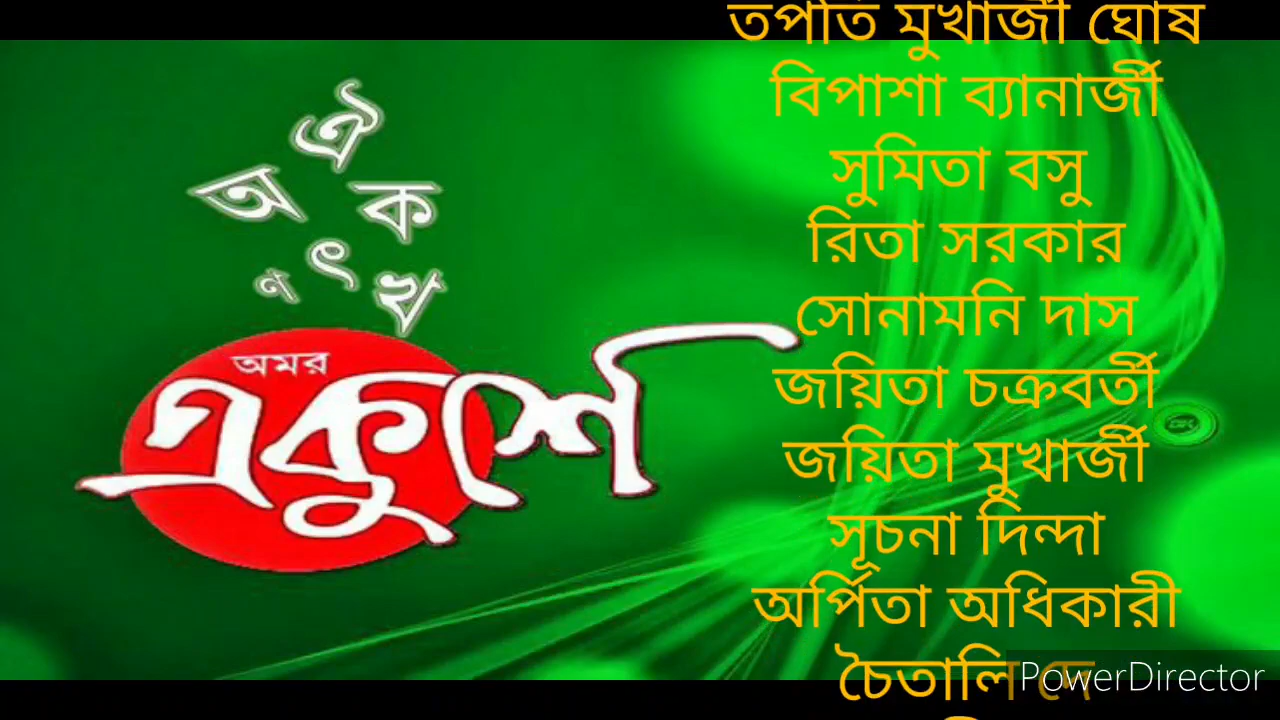 ঐ
অ ক
ৎ
ণ খ
অমর
একুশে
তপতি মুখার্জী ঘোষ
বিপাশা ব্যানার্জী
সুমিতা বসু
রিতা সরকার
সোনামনি দাস
জয়িতা চক্রবর্তী
জয়িতা মুখার্জী
সূচনা দিন্দা
অর্পিতা অধিকারী
চৈতালি দে
PowerDirector